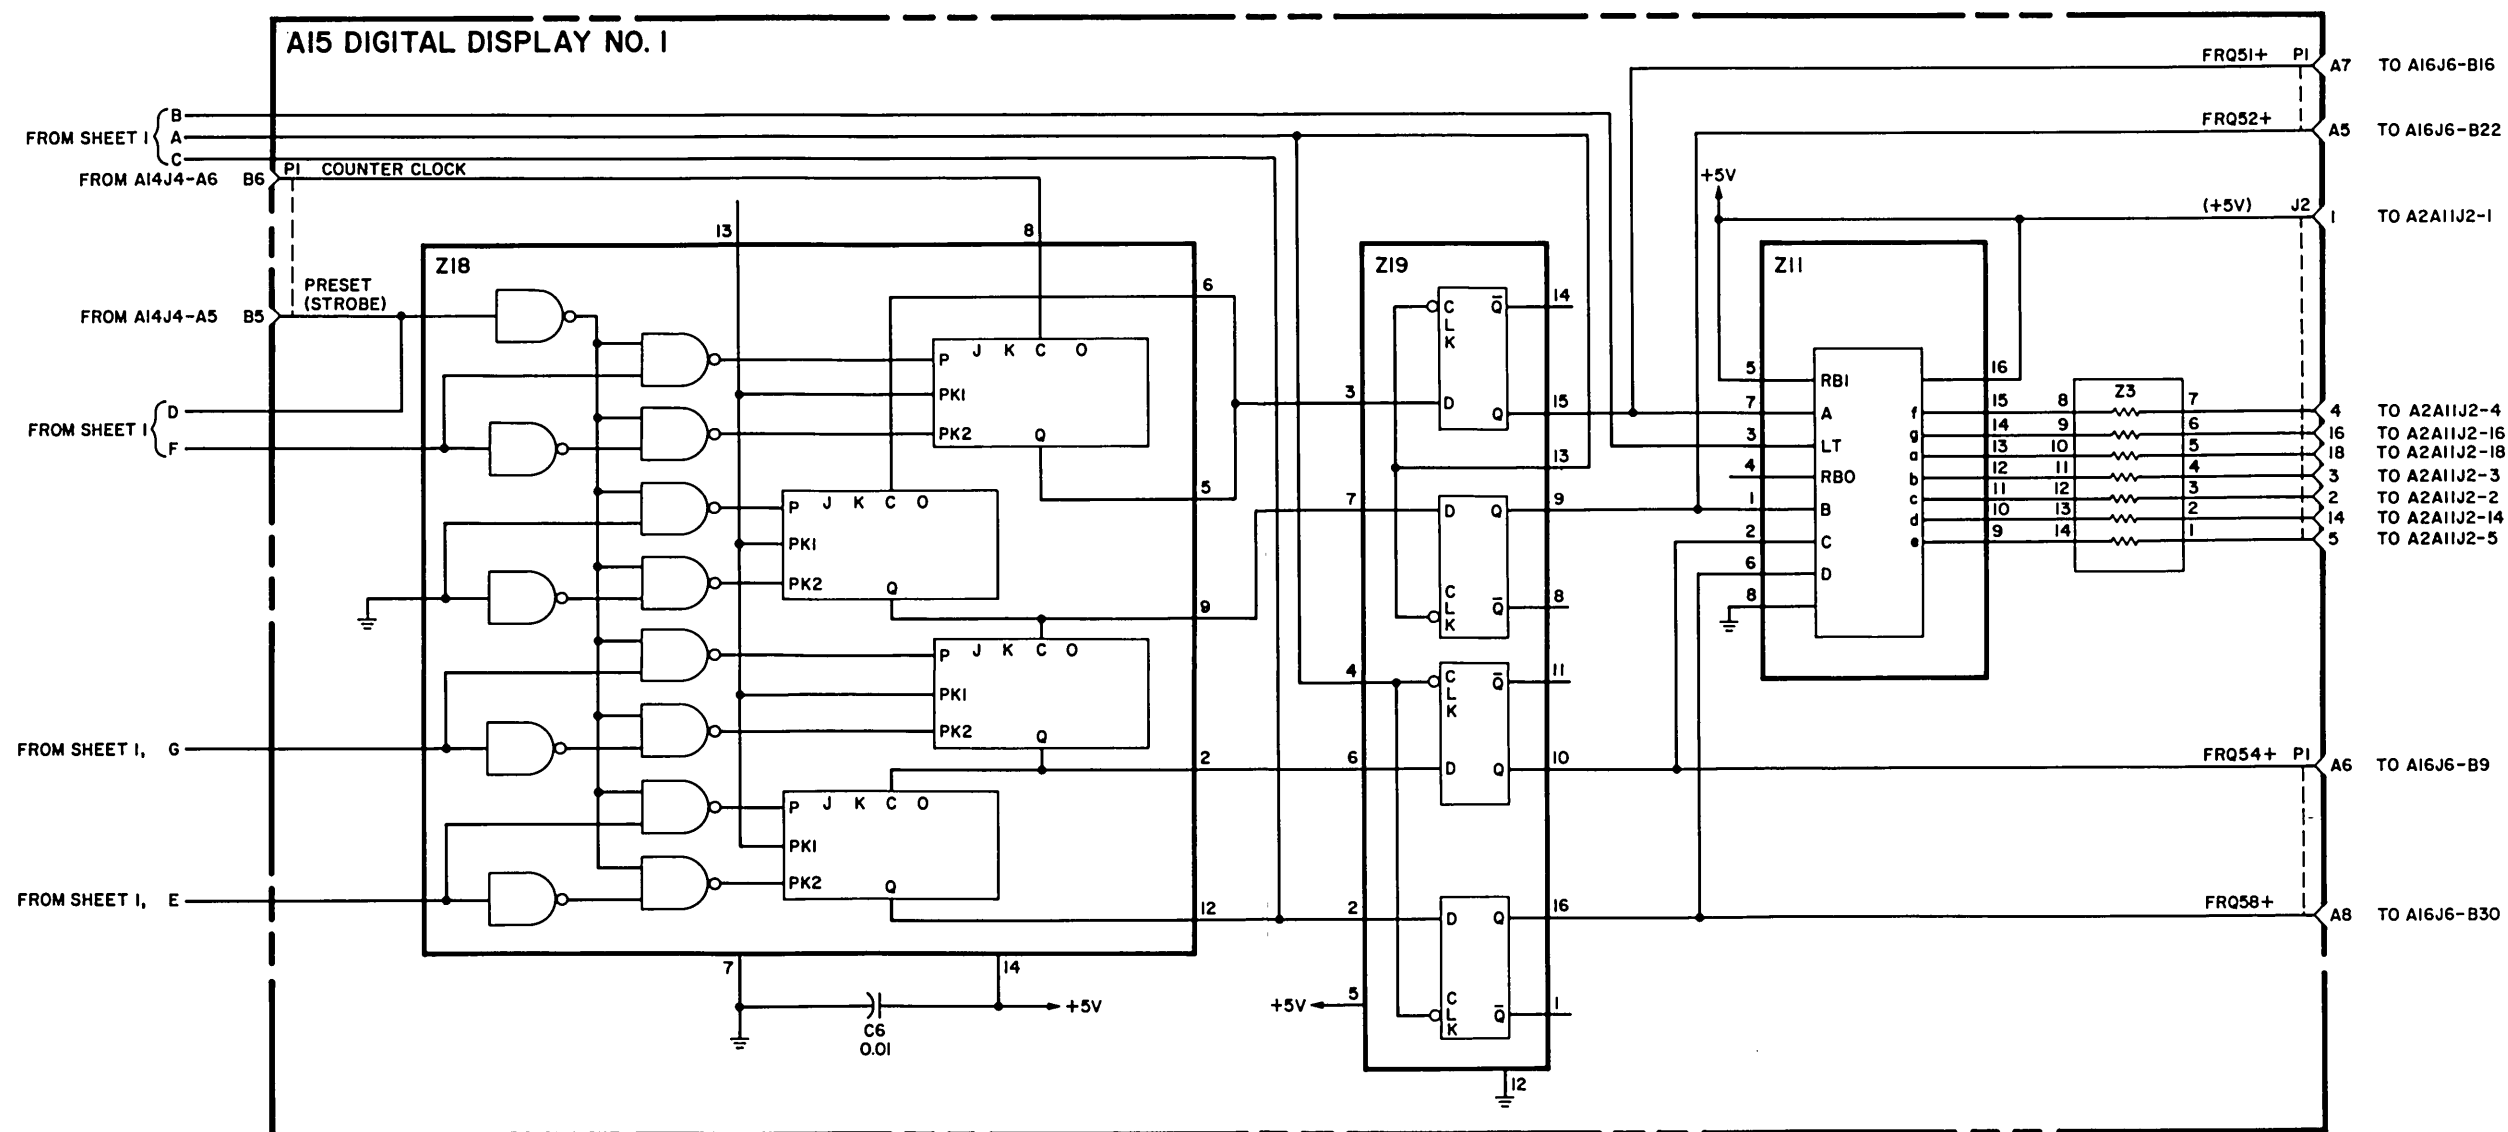 A15 DIGITAL DISPLAY NO. 1
FROM SHEET 1
B
A
C
FROM A14J4-A6 B6
P1 COUNTER CLOCK
PRESET
(STROBE)
FROM A14J4-A5 B5
FROM SHEET 1
D
F
FROM SHEET 1, G
FROM SHEET 1, E
Z18
13
8
6
5
9
2
12
7
14
P J K C O
PK1
PK2 Q
P J K C O
PK1
PK2 Q
P J K C O
PK1
PK2 Q
P J K C O
PK1
PK2 Q
C6
0.01
+5V
Z19
3
7
4
6
2
5
+5V
C L K Q̅ 14
D Q 15
13
D Q 9
C L K Q̅ 8
C L K Q̅ 11
D Q 10
D Q 16
C L K Q̅ 1
12
+5V
Z11
5 RBI
7 A
3 LT
4 RBO
1 B
2 C
6 D
8
16
f 15
g 14
a 13
b 12
c 11
d 10
e 9
Z3
8 7
9 6
10 5
11 4
12 3
13 2
14 1
FRQ51+ P1 A7 TO A16J6-B16
FRQ52+ A5 TO A16J6-B22
(+5V) J2 1 TO A2A11J2-1
4 TO A2A11J2-4
16 TO A2A11J2-16
18 TO A2A11J2-18
3 TO A2A11J2-3
2 TO A2A11J2-2
14 TO A2A11J2-14
5 TO A2A11J2-5
FRQ54+ P1 A6 TO A16J6-B9
FRQ58+ A8 TO A16J6-B30